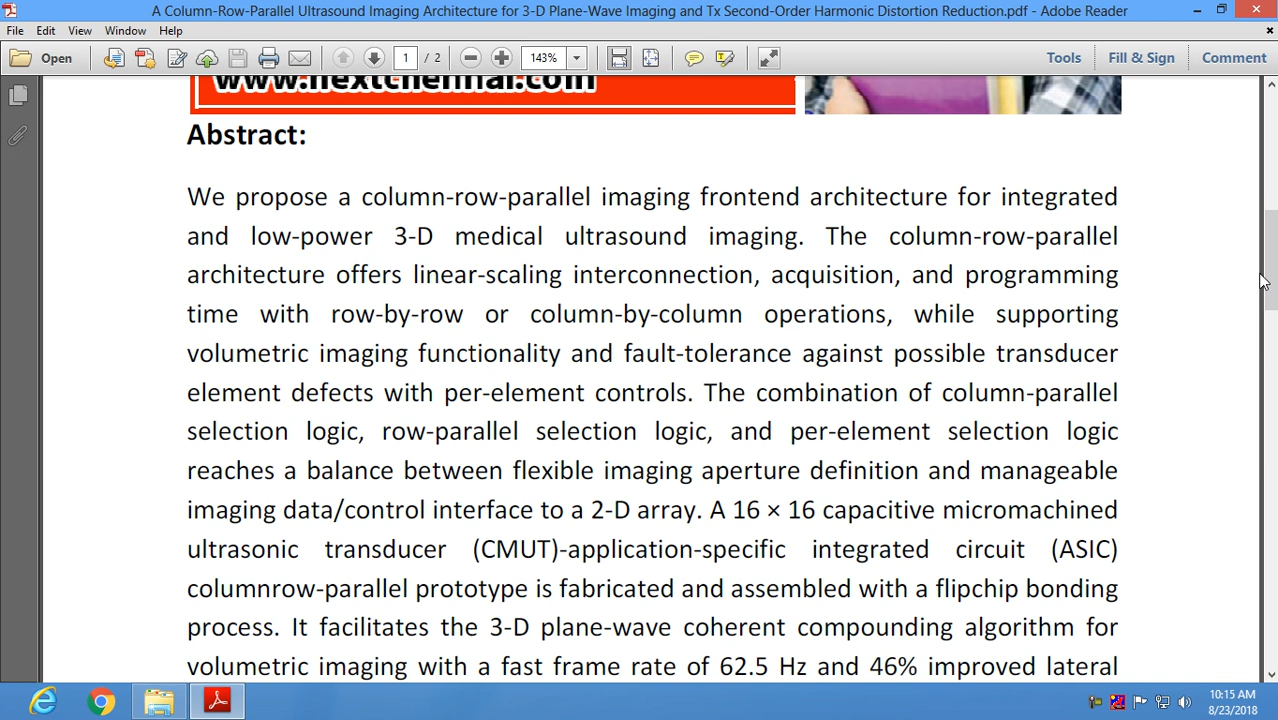 A Column-Row-Parallel Ultrasound Imaging Architecture for 3-D Plane-Wave Imaging and Tx Second-Order Harmonic Distortion Reduction.pdf - Adobe Reader
File Edit View Window Help
Open 1 / 2 143% Tools Fill & Sign Comment
www.nextchennai.com
Abstract:
We propose a column-row-parallel imaging frontend architecture for integrated
and low-power 3-D medical ultrasound imaging. The column-row-parallel
architecture offers linear-scaling interconnection, acquisition, and programming
time with row-by-row or column-by-column operations, while supporting
volumetric imaging functionality and fault-tolerance against possible transducer
element defects with per-element controls. The combination of column-parallel
selection logic, row-parallel selection logic, and per-element selection logic
reaches a balance between flexible imaging aperture definition and manageable
imaging data/control interface to a 2-D array. A 16 × 16 capacitive micromachined
ultrasonic transducer (CMUT)-application-specific integrated circuit (ASIC)
columnrow-parallel prototype is fabricated and assembled with a flipchip bonding
process. It facilitates the 3-D plane-wave coherent compounding algorithm for
volumetric imaging with a fast frame rate of 62.5 Hz and 46% improved lateral
10:15 AM
8/23/2018